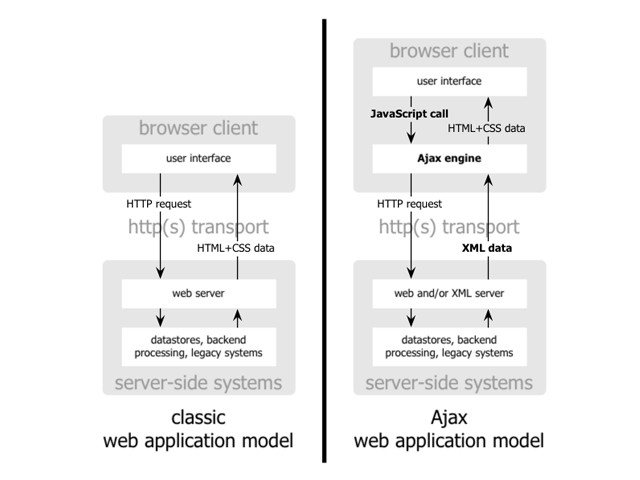 browser client
user interface
HTTP request
http(s) transport
HTML+CSS data
web server
datastores, backend
processing, legacy systems
server-side systems
classic
web application model
browser client
user interface
JavaScript call
HTML+CSS data
Ajax engine
HTTP request
http(s) transport
XML data
web and/or XML server
datastores, backend
processing, legacy systems
server-side systems
Ajax
web application model